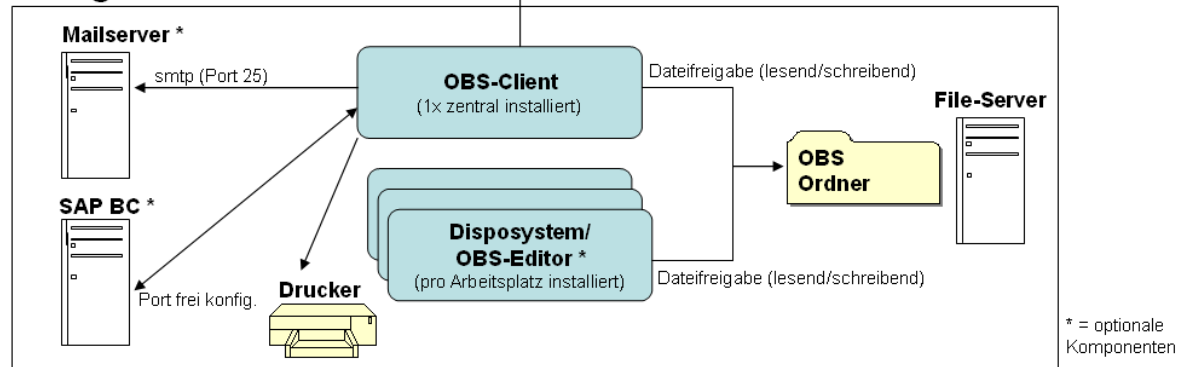 Mailserver *
smtp (Port 25)
OBS-Client
(1x zentral installiert)
Dateifreigabe (lesend/schreibend)
File-Server
OBS
Ordner
SAP BC *
Disposystem/
OBS-Editor *
(pro Arbeitsplatz installiert)
Dateifreigabe (lesend/schreibend)
Port frei konfig.
Drucker
* = optionale
Komponenten